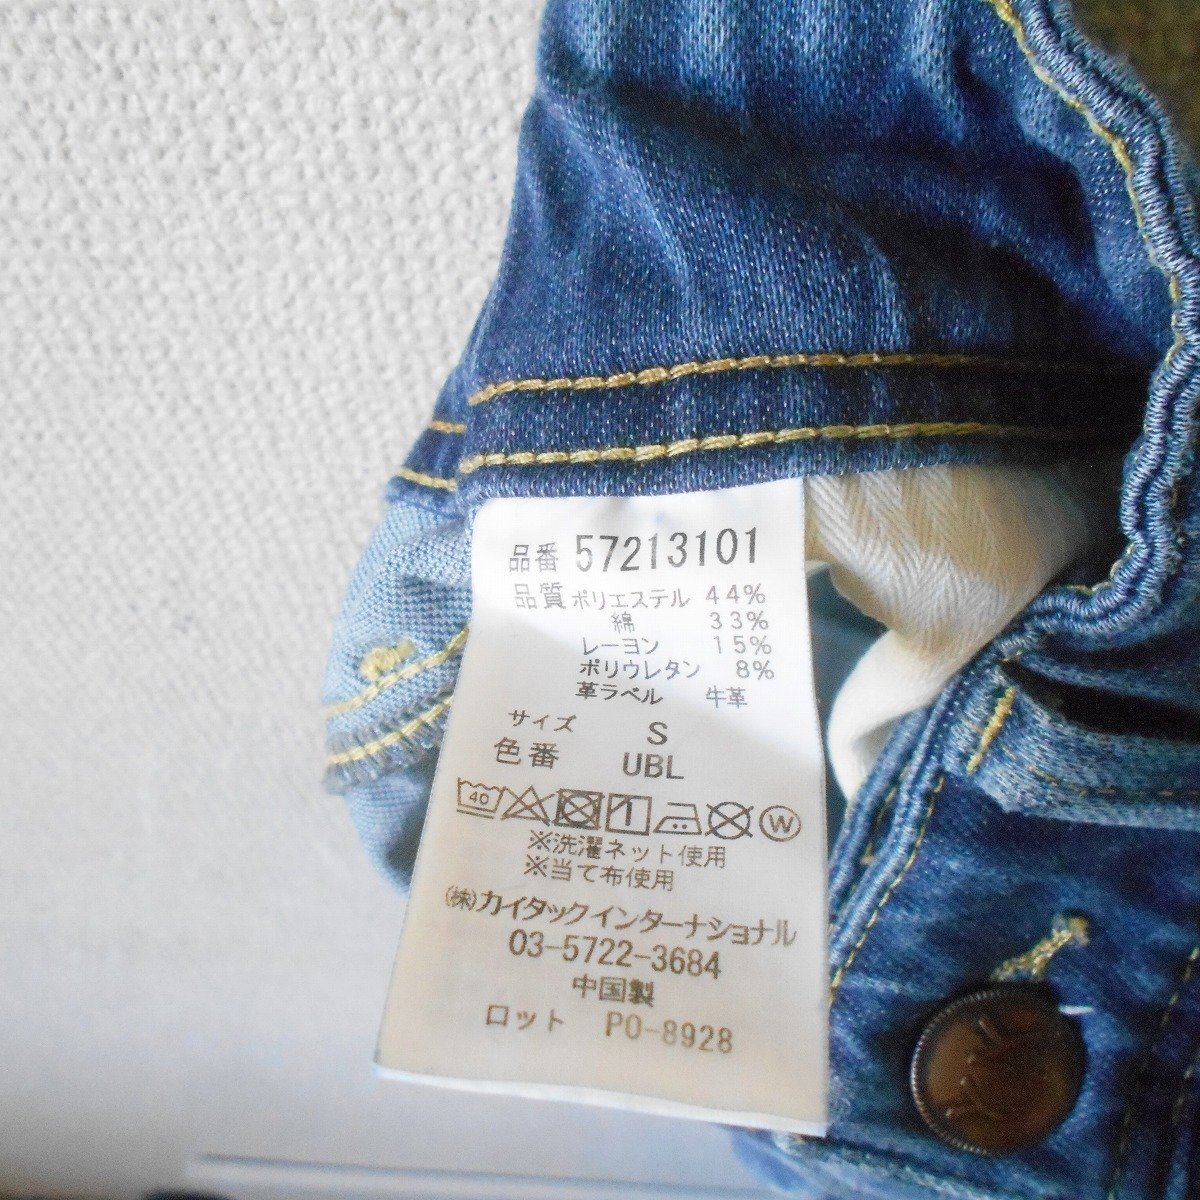 品番 57213101
品質 ポリエステル 44%
綿 33%
レーヨン 15%
ポリウレタン 8%
革ラベル 牛革
サイズ S
色番 UBL
40 W
※洗濯ネット使用
※当て布使用
㈱カイタックインターナショナル
03-5722-3684
中国製
ロット PO-8928